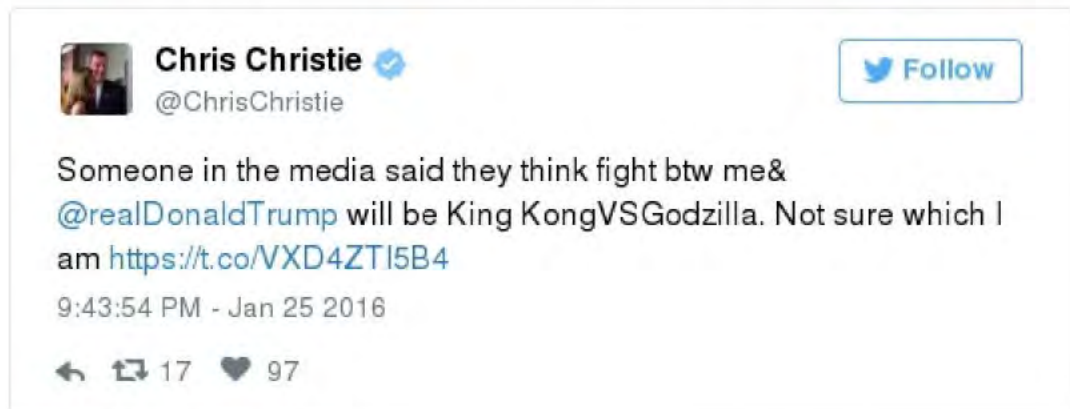 Chris Christie
Follow
@ChrisChristie
Someone in the media said they think fight btw me&
@realDonaldTrump will be King KongVSGodzilla. Not sure which I
am https://t.co/VXD4ZTI5B4
9:43:54 PM - Jan 25 2016
17 97